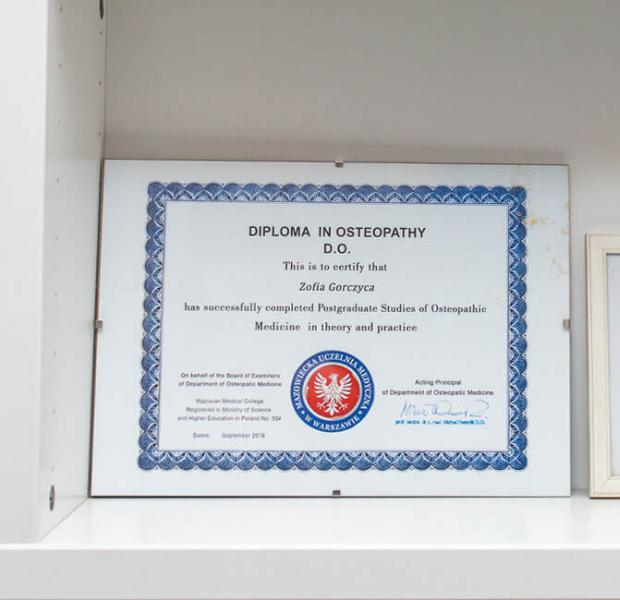 DIPLOMA IN OSTEOPATHY
D.O.
This is to certify that
Zofia Gorczyca
has successfully completed Postgraduate Studies of Osteopathic
Medicine in theory and practice
On behalf of the Board of Examiners
of Department of Osteopatic Medicine
Mazovian Medical College
Registered in Ministry of Science
and Higher Education in Poland No. 334
Dated: September 2019
MAZOWIECKA UCZELNIA MEDYCZNA
W WARSZAWIE
Acting Principal
of Department of Osteopatic Medicine
prof.